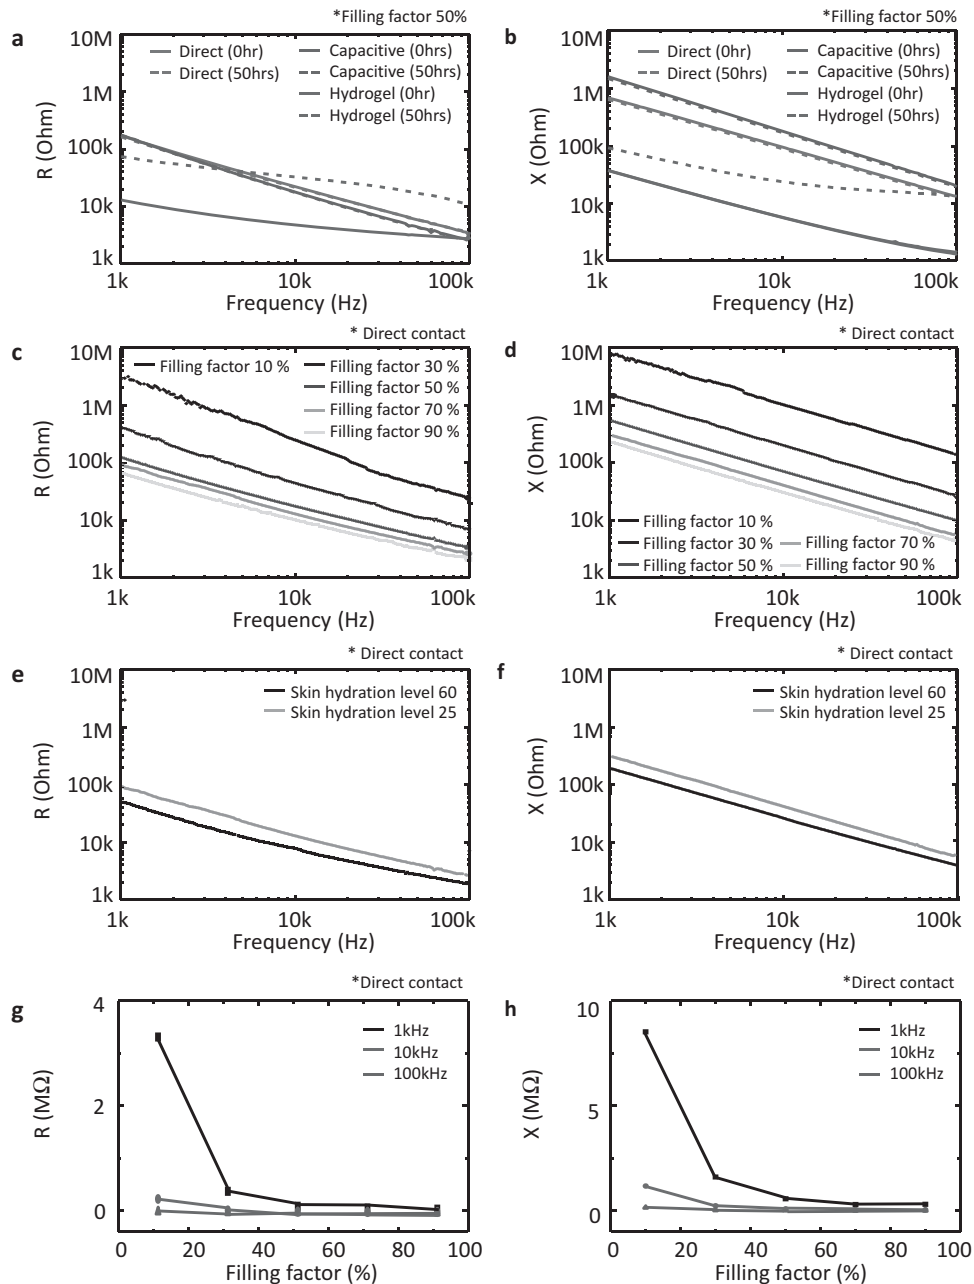 *Filling factor 50%
a
10M
1M
100k
10k
1k
R (Ohm)
Direct (0hr)
Direct (50hrs)
Capacitive (0hrs)
Capacitive (50hrs)
Hydrogel (0hr)
Hydrogel (50hrs)
1k
10k
100k
Frequency (Hz)
*Filling factor 50%
b
10M
1M
100k
10k
1k
X (Ohm)
Direct (0hr)
Direct (50hrs)
Capacitive (0hrs)
Capacitive (50hrs)
Hydrogel (0hr)
Hydrogel (50hrs)
1k
10k
100k
Frequency (Hz)
* Direct contact
c
10M
1M
100k
10k
1k
R (Ohm)
Filling factor 10 %
Filling factor 30 %
Filling factor 50 %
Filling factor 70 %
Filling factor 90 %
1k
10k
100k
Frequency (Hz)
* Direct contact
d
10M
1M
100k
10k
1k
X (Ohm)
Filling factor 10 %
Filling factor 30 %
Filling factor 50 %
Filling factor 70 %
Filling factor 90 %
1k
10k
100k
Frequency (Hz)
* Direct contact
e
10M
1M
100k
10k
1k
R (Ohm)
Skin hydration level 60
Skin hydration level 25
1k
10k
100k
Frequency (Hz)
* Direct contact
f
10M
1M
100k
10k
1k
X (Ohm)
Skin hydration level 60
Skin hydration level 25
1k
10k
100k
Frequency (Hz)
*Direct contact
g
4
2
0
R (MΩ)
1kHz
10kHz
100kHz
0 20 40 60 80 100
Filling factor (%)
*Direct contact
h
10
5
0
X (MΩ)
1kHz
10kHz
100kHz
0 20 40 60 80 100
Filling factor (%)